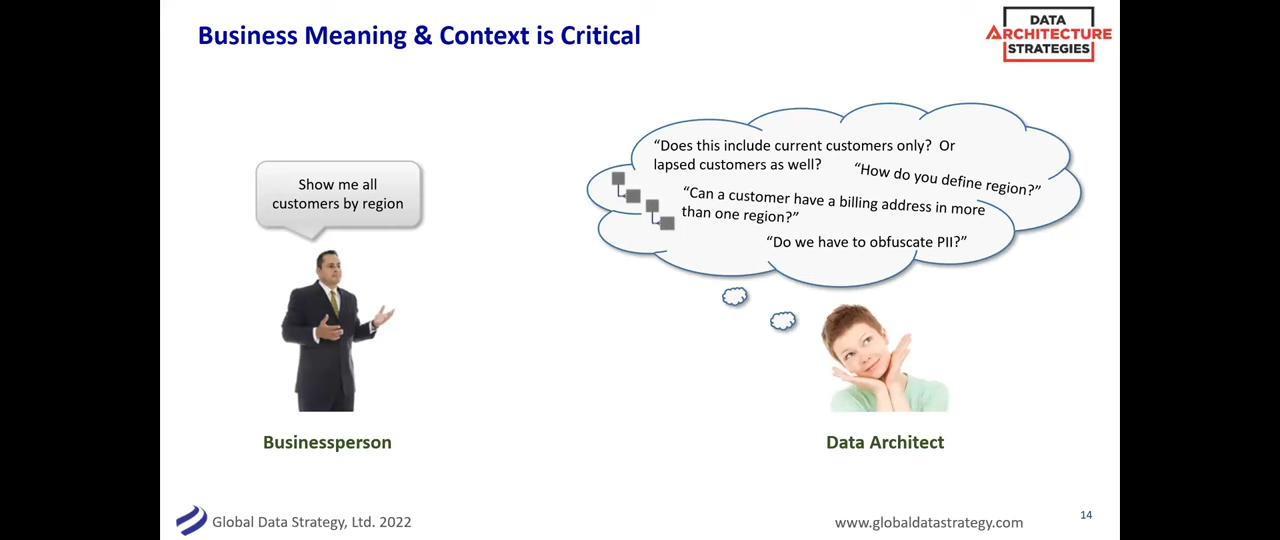 Business Meaning & Context is Critical
DATA
ARCHITECTURE
STRATEGIES
Show me all
customers by region
“Does this include current customers only?  Or
lapsed customers as well?
“How do you define region?”
“Can a customer have a billing address in more
than one region?”
“Do we have to obfuscate PII?”
Businessperson
Data Architect
Global Data Strategy, Ltd. 2022
www.globaldatastrategy.com
14